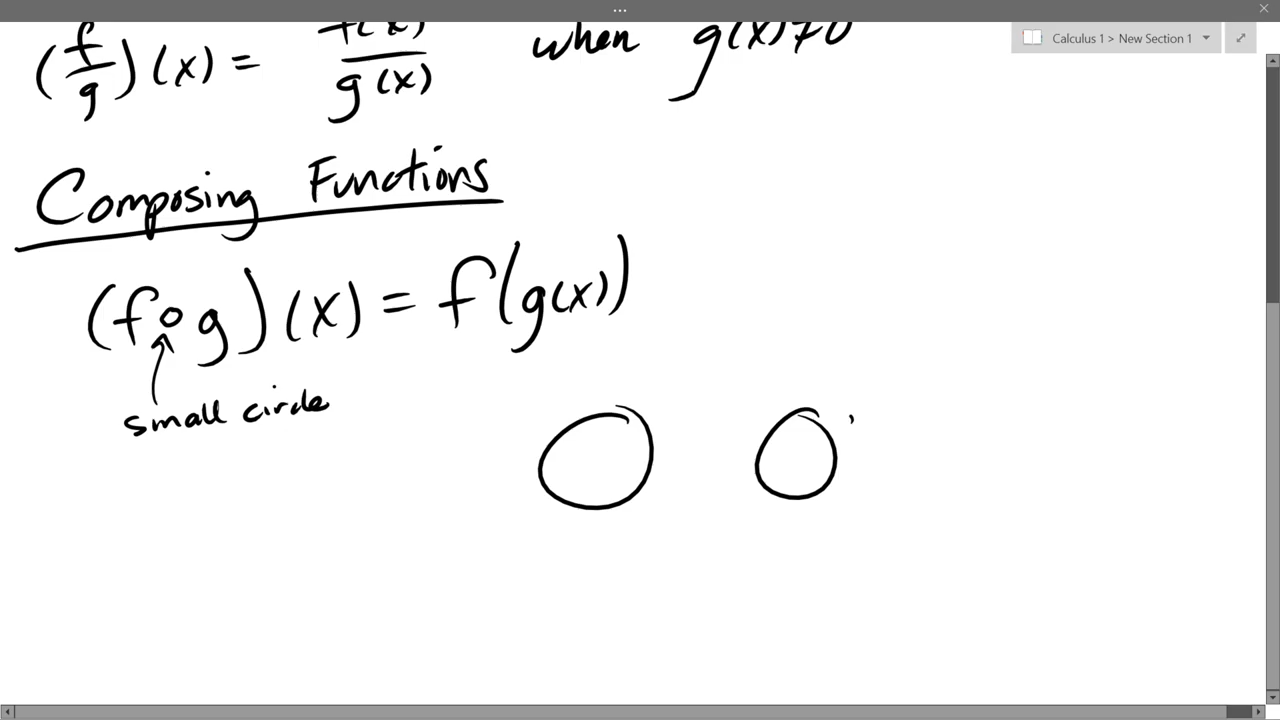 (f/g)(x) = f(x)/g(x) when g(x)≠0
Calculus 1 > New Section 1
Composing Functions
(f∘g)(x) = f(g(x))
small circle